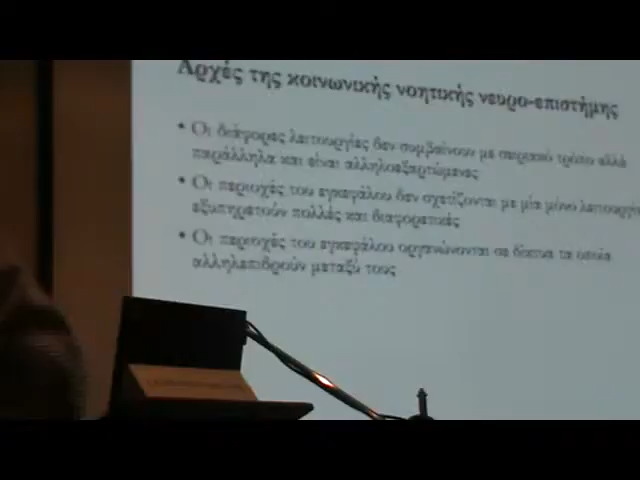 Αρχές της κοινωνικής νοητικής νευρο-επιστήμης
• Οι διάφορες λειτουργίες δεν συμβαίνουν με σειριακό τρόπο αλλά
παράλληλα και είναι αλληλοεξαρτώμενες
• Οι περιοχές του εγκεφάλου δεν σχετίζονται με μία μόνο λειτουργία
εξυπηρετούν πολλές και διαφορετικές
• Οι περιοχές του εγκεφάλου οργανώνονται σε δίκτυα τα οποία
αλληλεπιδρούν μεταξύ τους